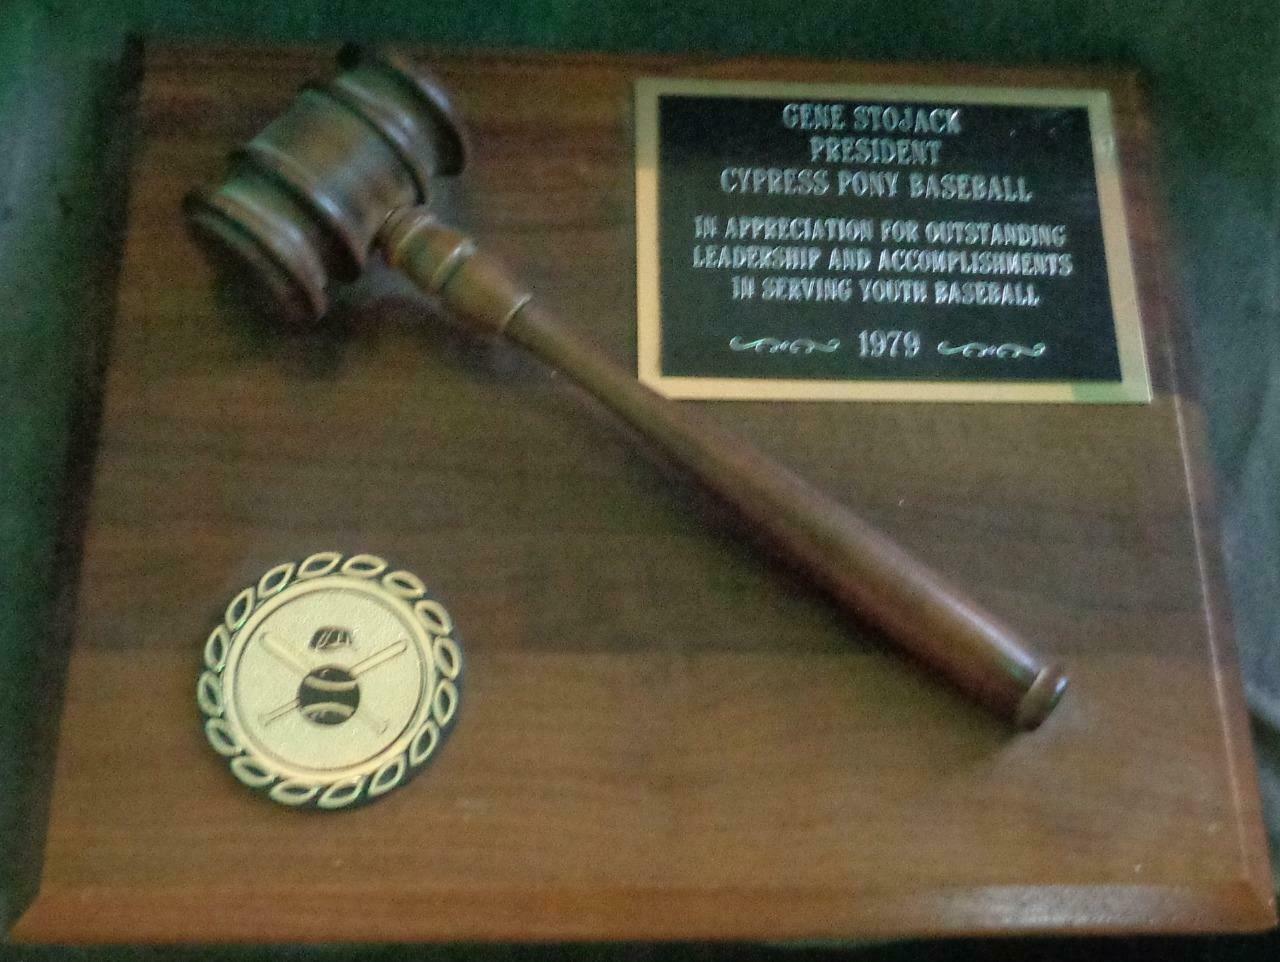 GENE STOJACK
PRESIDENT
CYPRESS PONY BASEBALL
IN APPRECIATION FOR OUTSTANDING
LEADERSHIP AND ACCOMPLISHMENTS
IN SERVING YOUTH BASEBALL
1979